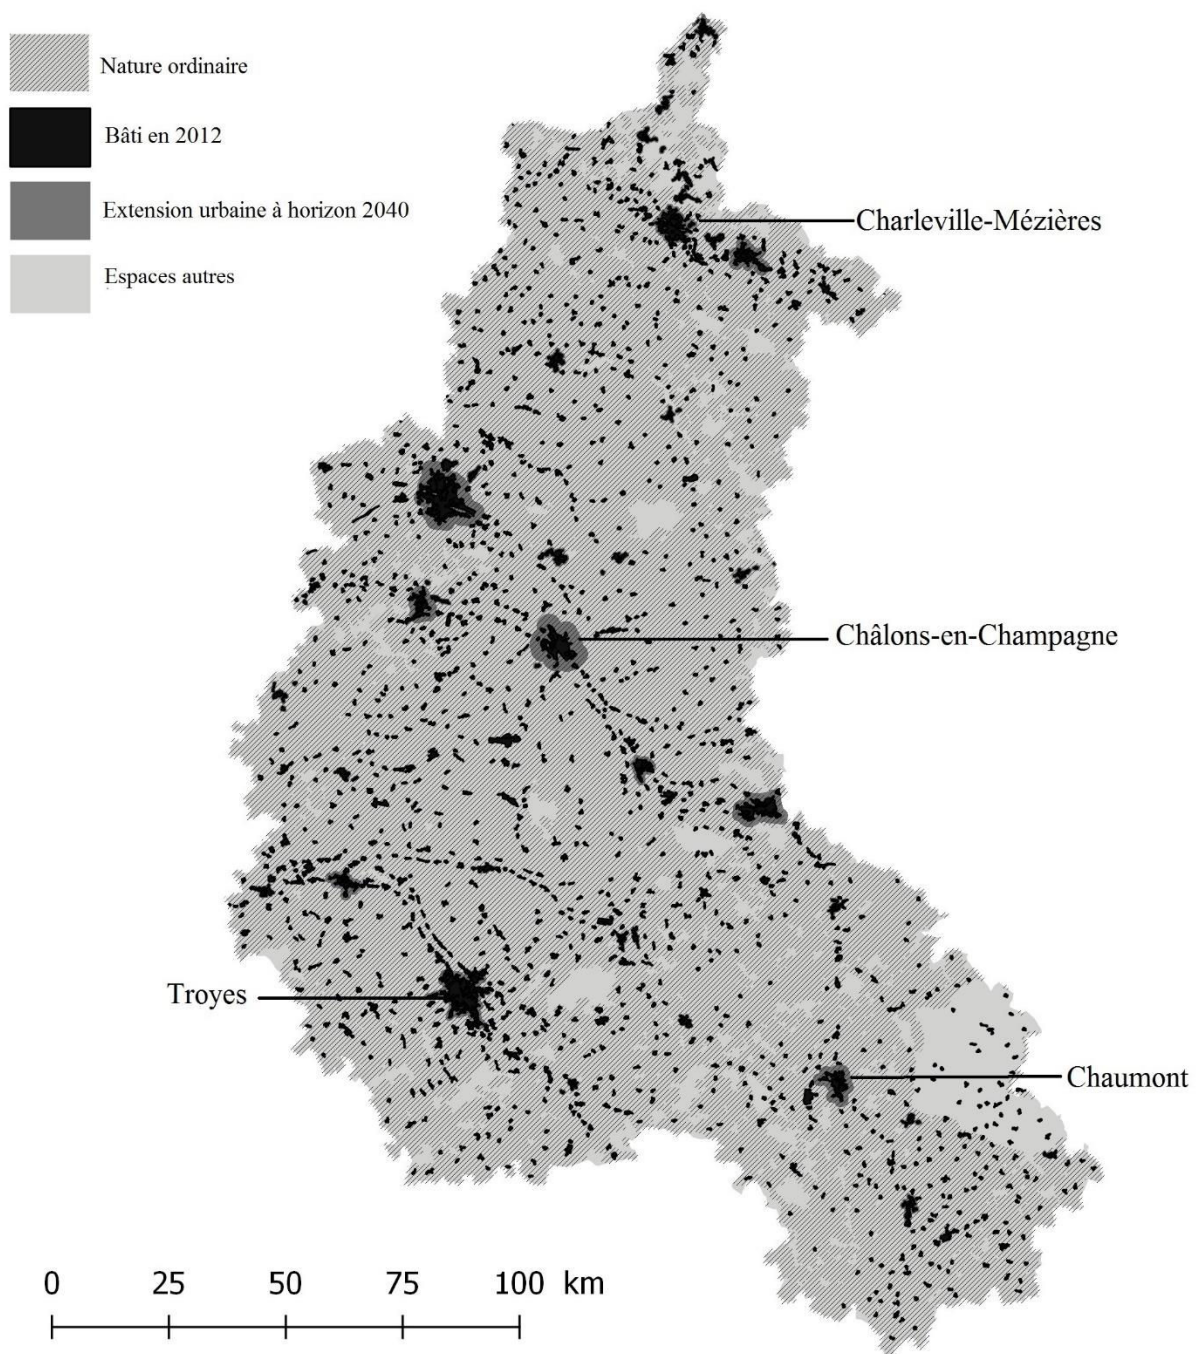 Nature ordinaire
Bâti en 2012
Extension urbaine à horizon 2040
Espaces autres
Charleville-Mézières
Châlons-en-Champagne
Troyes
Chaumont
0 25 50 75 100 km